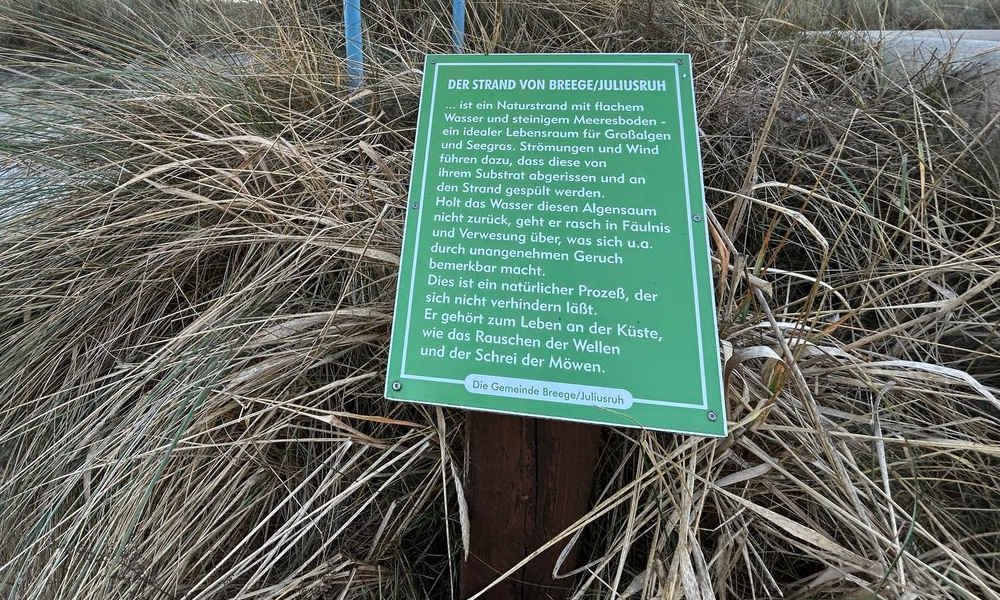 DER STRAND VON BREEGE/JULIUSRUH
... ist ein Naturstrand mit flachem
Wasser und steinigem Meeresboden -
ein idealer Lebensraum für Großalgen
und Seegras. Strömungen und Wind
führen dazu, dass diese von
ihrem Substrat abgerissen und an
den Strand gespült werden.
Holt das Wasser diesen Algensaum
nicht zurück, geht er rasch in Fäulnis
und Verwesung über, was sich u.a.
durch unangenehmen Geruch
bemerkbar macht.
Dies ist ein natürlicher Prozeß, der
sich nicht verhindern läßt.
Er gehört zum Leben an der Küste,
wie das Rauschen der Wellen
und der Schrei der Möwen.
Die Gemeinde Breege/Juliusruh